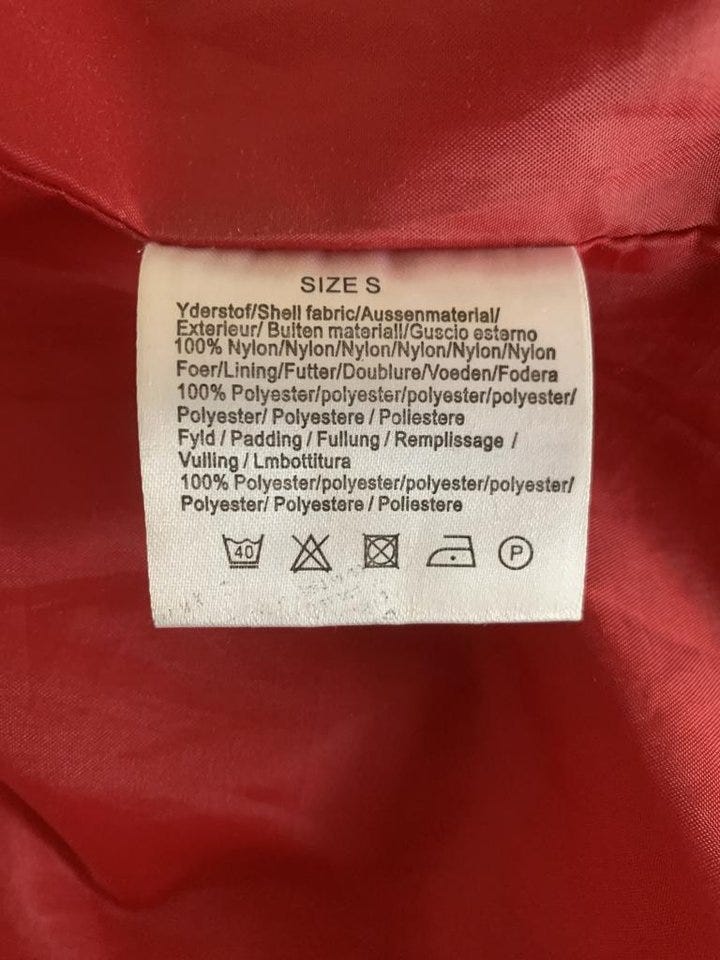 SIZE S
Yderstof/Shell fabric/Aussenmaterial/
Exterieur/ Bulten materiall/Guscio esterno
100% Nylon/Nylon/Nylon/Nylon/Nylon/Nylon
Foer/Lining/Futter/Doublure/Voeden/Fodera
100% Polyester/polyester/polyester/polyester/
Polyester/ Polyestere / Poliestere
Fyld / Padding / Fullung / Remplissage /
Vulling / Lmbottitura
100% Polyester/polyester/polyester/polyester/
Polyester/ Polyestere / Poliestere
40 P